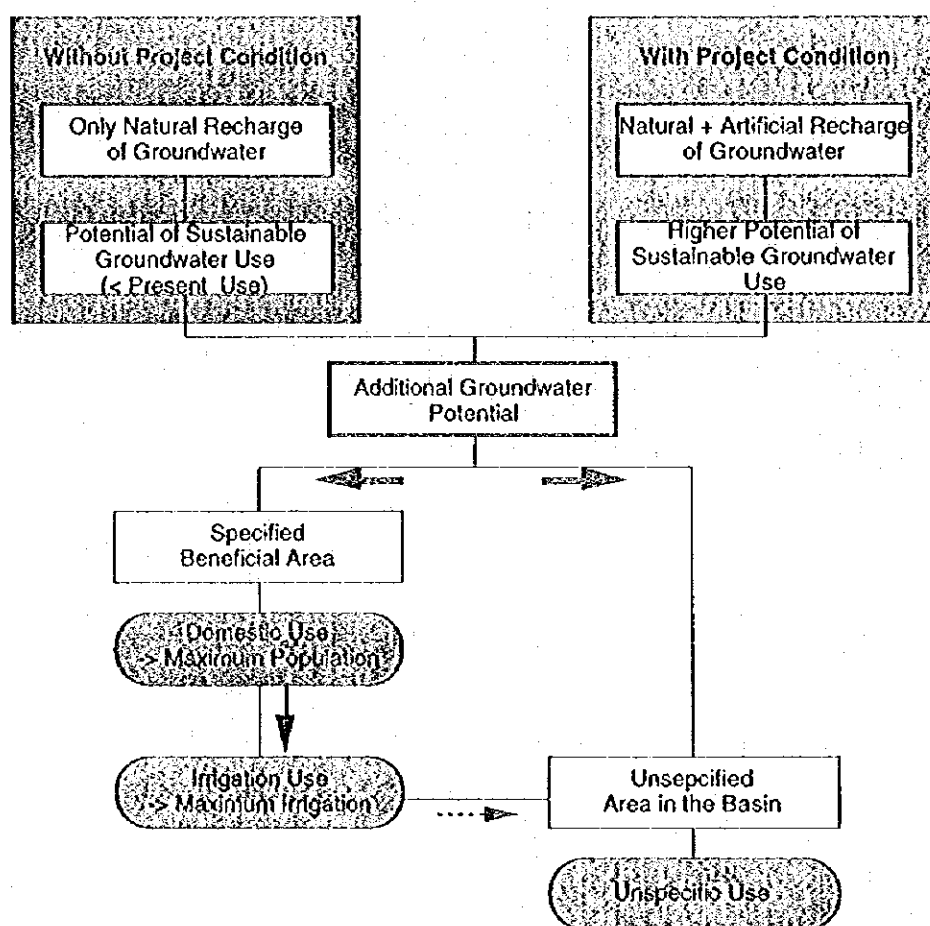 Without Project Condition
Only Natural Recharge
of Groundwater
Potential of Sustainable
Groundwater Use
(< Present Use)
With Project Condition
Natural + Artificial Recharge
of Groundwater
Higher Potential of
Sustainable Groundwater
Use
Additional Groundwater
Potential
Specified
Beneficial Area
Domestic Use
-> Maximum Population
Irrigation Use
-> Maximum Irrigation
Unsepcified
Area in the Basin
Unspecific Use